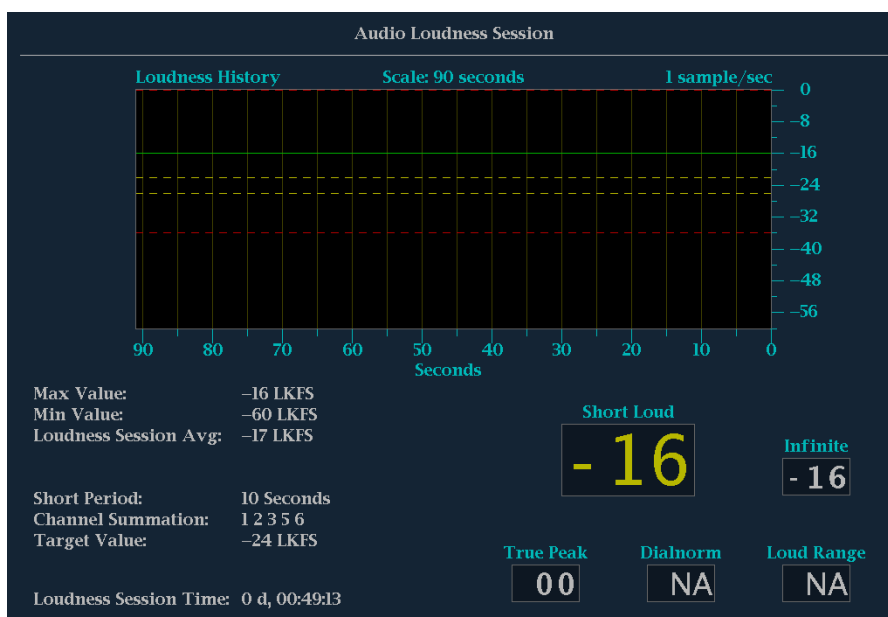 Audio Loudness Session
Loudness History Scale: 90 seconds 1 sample/sec
0
−8
−16
−24
−32
−40
−48
−56
90 80 70 60 50 40 30 20 10 0
Seconds
Max Value: −16 LKFS
Min Value: −60 LKFS
Loudness Session Avg: −17 LKFS
Short Period: 10 Seconds
Channel Summation: 1 2 3 5 6
Target Value: −24 LKFS
Loudness Session Time: 0 d, 00:49:13
Short Loud
-16
Infinite
-16
True Peak Dialnorm Loud Range
00 NA NA